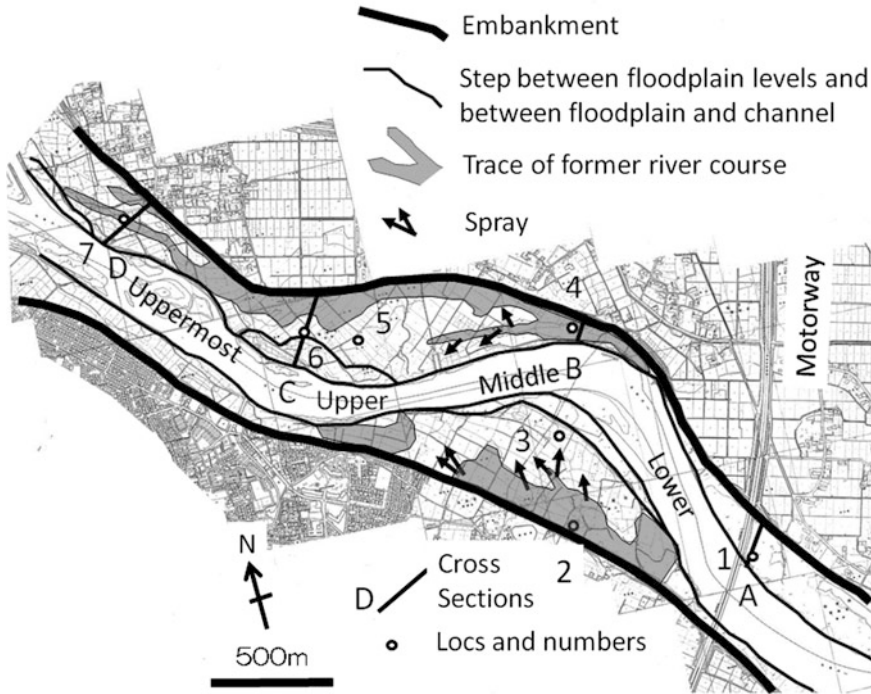 Embankment
Step between floodplain levels and
between floodplain and channel
Trace of former river course
Spray
Motorway
4
7
D
Uppermost
5
6
C
Upper
Middle
B
3
Lower
1
A
2
N
500m
D
Cross
Sections
Locs and numbers